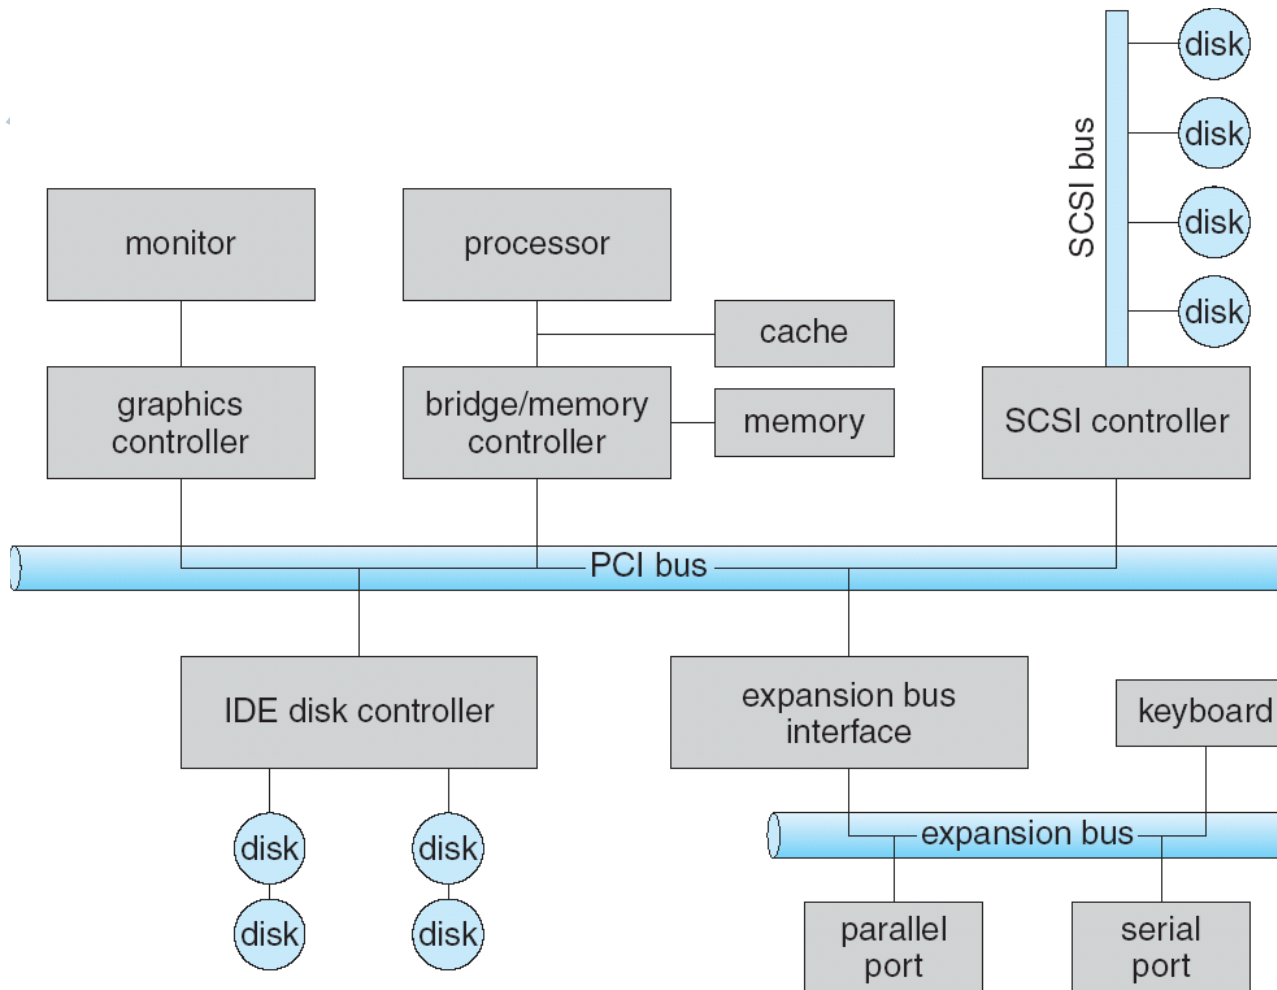 disk
disk
disk
disk
SCSI bus
monitor
processor
cache
graphics
controller
bridge/memory
controller
memory
SCSI controller
PCI bus
IDE disk controller
expansion bus
interface
keyboard
disk
disk
disk
disk
expansion bus
parallel
port
serial
port